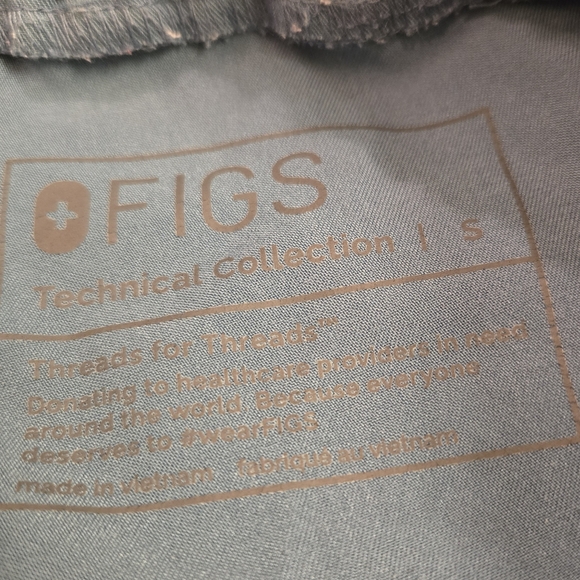 FIGS
Technical Collection | S
Threads for Threads™
Donating to healthcare providers in need
around the world. Because everyone
deserves to #wearFIGS
made in vietnam fabriqué au vietnam